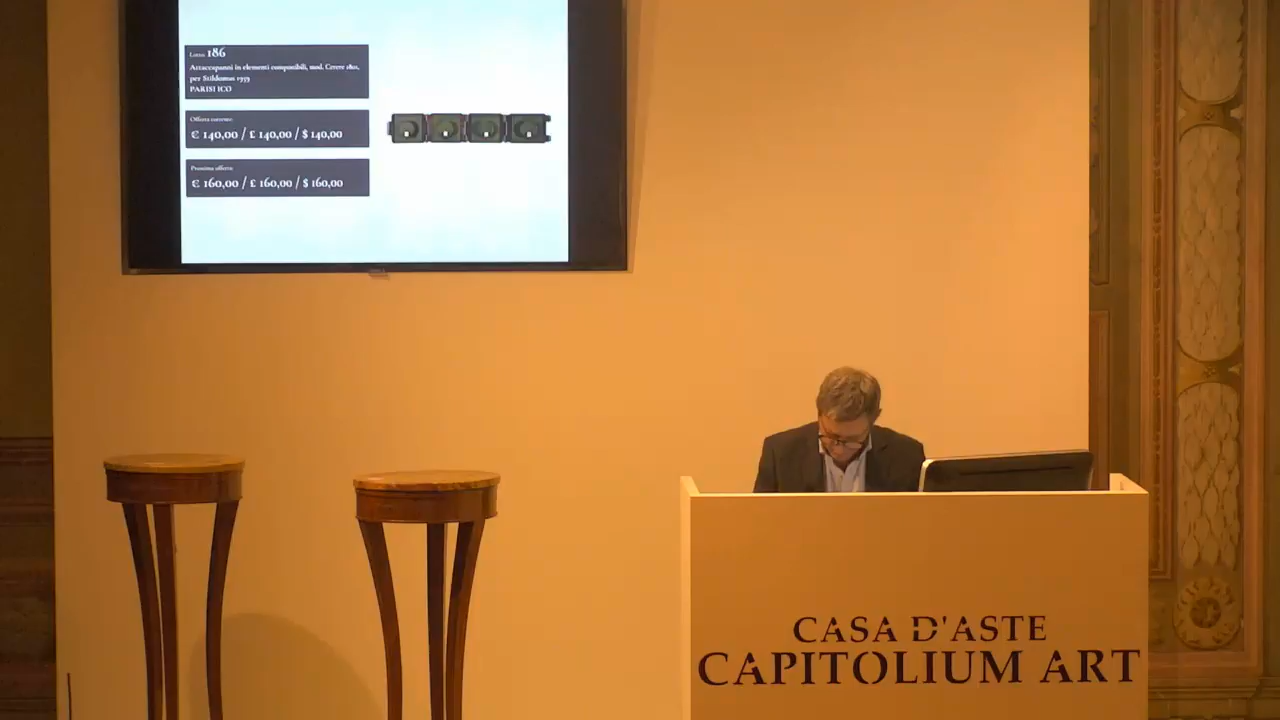 Lotto: 186
Attaccapanni in elementi componibili, mod. Cerere 1801,
per Stildomus 1959
PARISI ICO
Offerta corrente:
€ 140,00 / £ 140,00 / $ 140,00
Prossima offerta:
€ 160,00 / £ 160,00 / $ 160,00
CASA D'ASTE
CAPITOLIUM ART